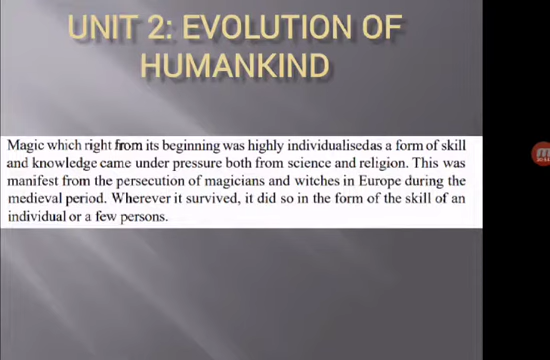 UNIT 2: EVOLUTION OF
HUMANKIND
Magic which right from its beginning was highly individualisedas a form of skill
and knowledge came under pressure both from science and religion. This was
manifest from the persecution of magicians and witches in Europe during the
medieval period. Wherever it survived, it did so in the form of the skill of an
individual or a few persons.